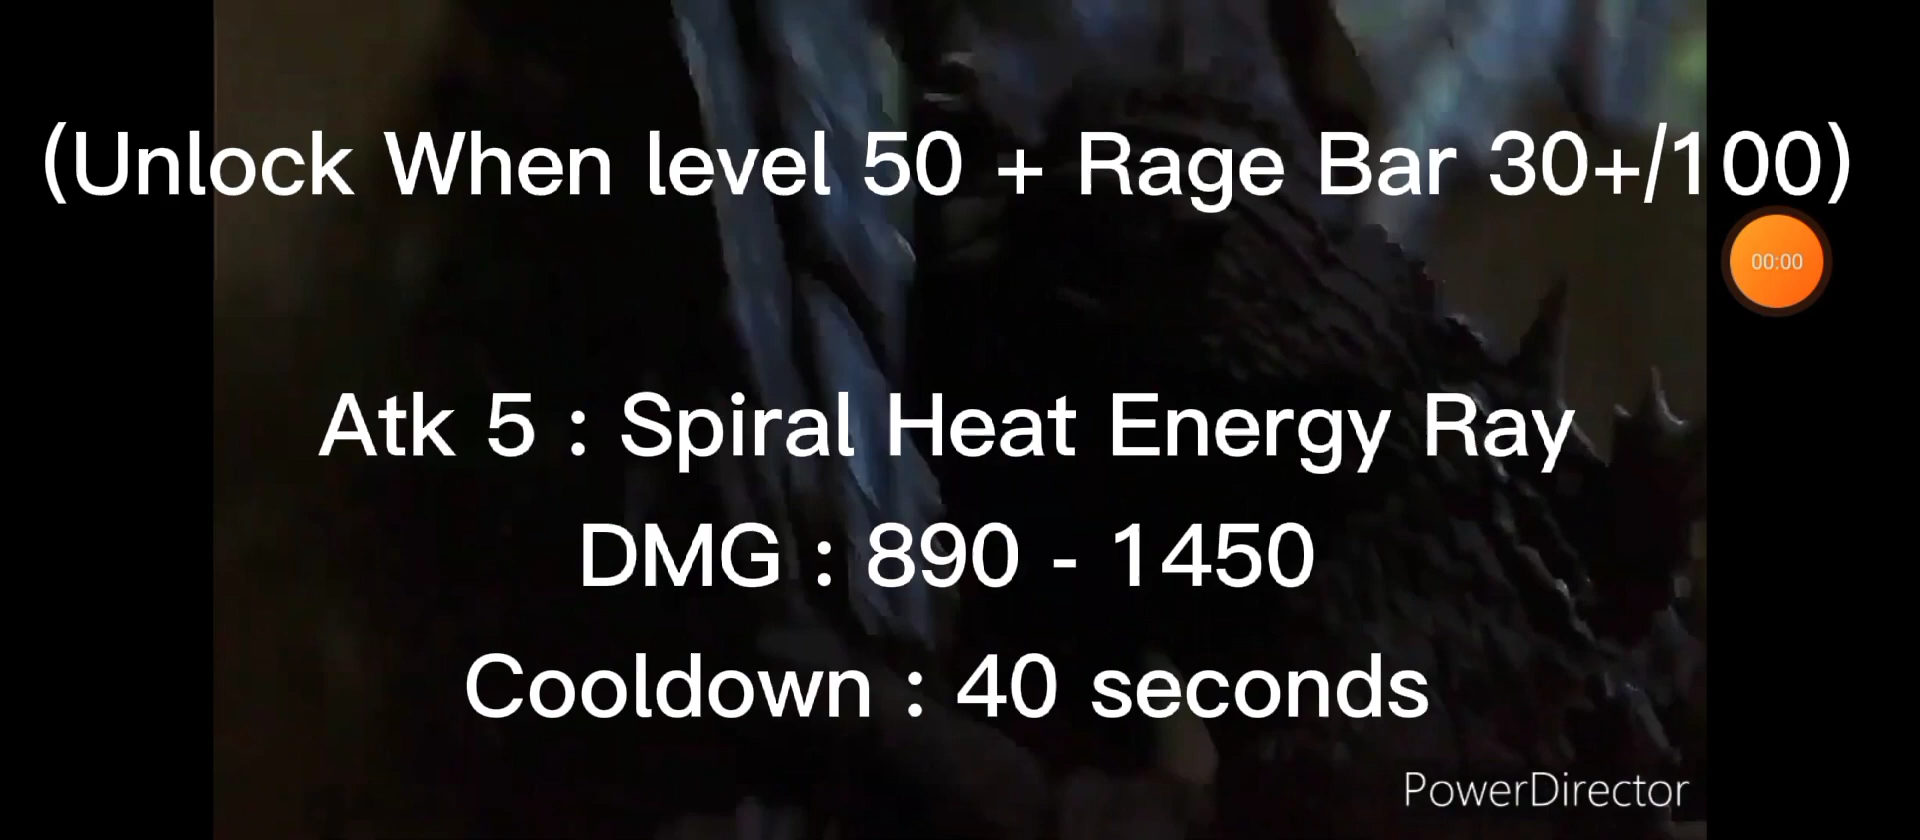 (Unlock When level 50 + Rage Bar 30+/100)
00:00
Atk 5 : Spiral Heat Energy Ray
DMG : 890 - 1450
Cooldown : 40 seconds
PowerDirector